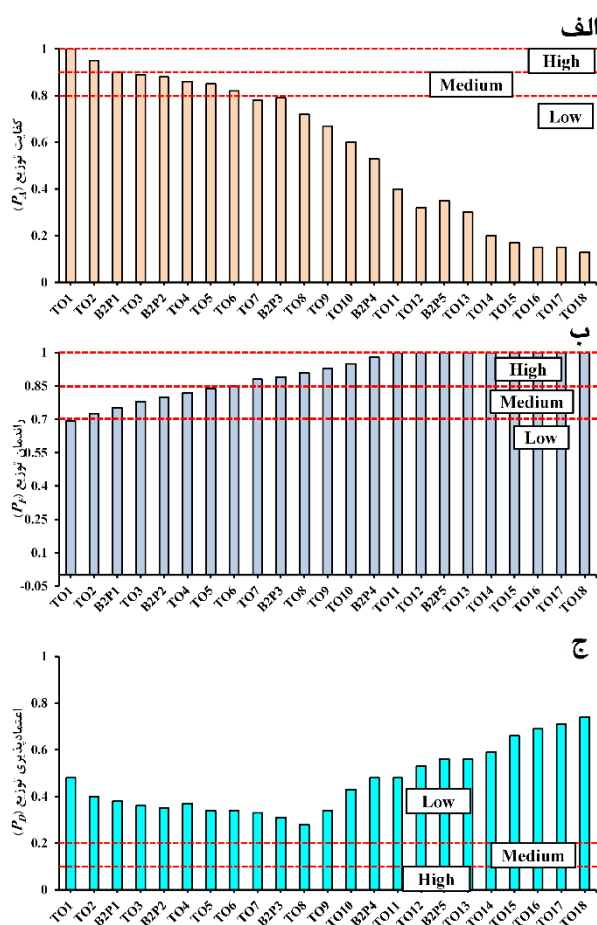 الف
High
Medium
Low
1
0.8
0.6
0.4
0.2
0
کفایت توزیع (P_A)
TO1 TO2 B2P1 TO3 B2P2 TO4 TO5 TO6 TO7 B2P3 TO8 TO9 TO10 B2P4 TO11 TO12 B2P5 TO13 TO14 TO15 TO16 TO17 TO18
ب
High
Medium
Low
1
0.85
0.7
0.55
0.4
0.25
0.1
-0.05
راندمان توزیع (P_F)
TO1 TO2 B2P1 TO3 B2P2 TO4 TO5 TO6 TO7 B2P3 TO8 TO9 TO10 B2P4 TO11 TO12 B2P5 TO13 TO14 TO15 TO16 TO17 TO18
ج
1
0.8
0.6
0.4
0.2
0
اعتمادپذیری توزیع (P_D)
Low
Medium
High
TO1 TO2 B2P1 TO3 B2P2 TO4 TO5 TO6 TO7 B2P3 TO8 TO9 TO10 B2P4 TO11 TO12 B2P5 TO13 TO14 TO15 TO16 TO17 TO18